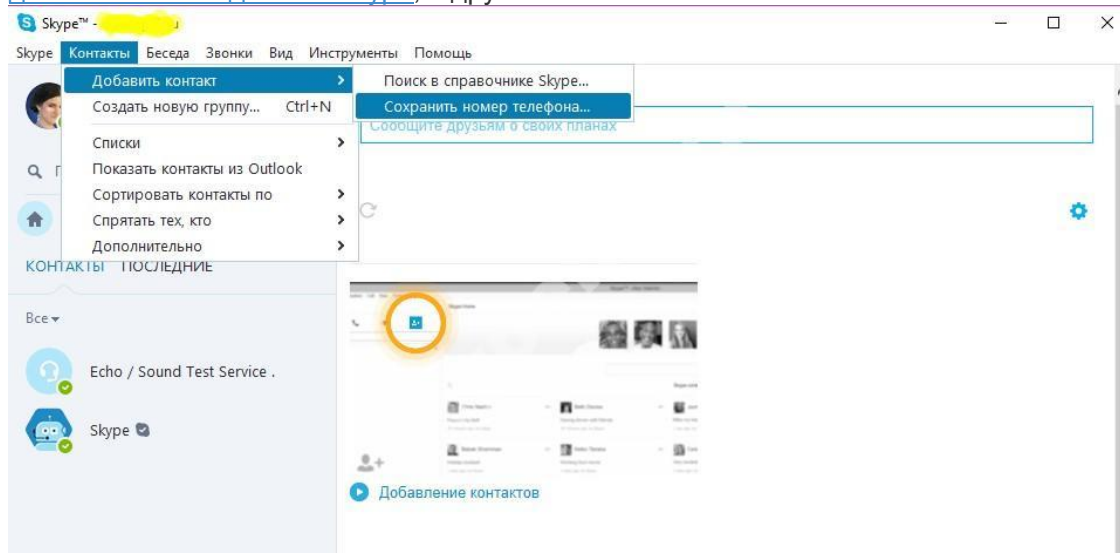 Skype™ -
Skype Контакты Беседа Звонки Вид Инструменты Помощь
Добавить контакт
Поиск в справочнике Skype...
Создать новую группу... Ctrl+N
Сохранить номер телефона...
Сообщите друзьям о своих планах
Списки
Показать контакты из Outlook
Сортировать контакты по
Спрятать тех, кто
Дополнительно
КОНТАКТЫ ПОСЛЕДНИЕ
Все
Echo / Sound Test Service .
Skype
Добавление контактов